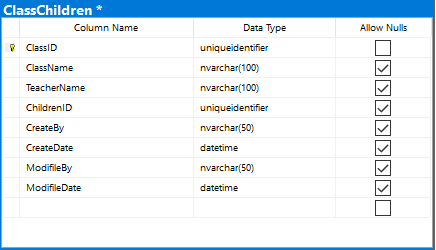 ClassChildren *
Column Name Data Type Allow Nulls
ClassID uniqueidentifier
ClassName nvarchar(100)
TeacherName nvarchar(100)
ChildrenID uniqueidentifier
CreateBy nvarchar(50)
CreateDate datetime
ModifileBy nvarchar(50)
ModifileDate datetime